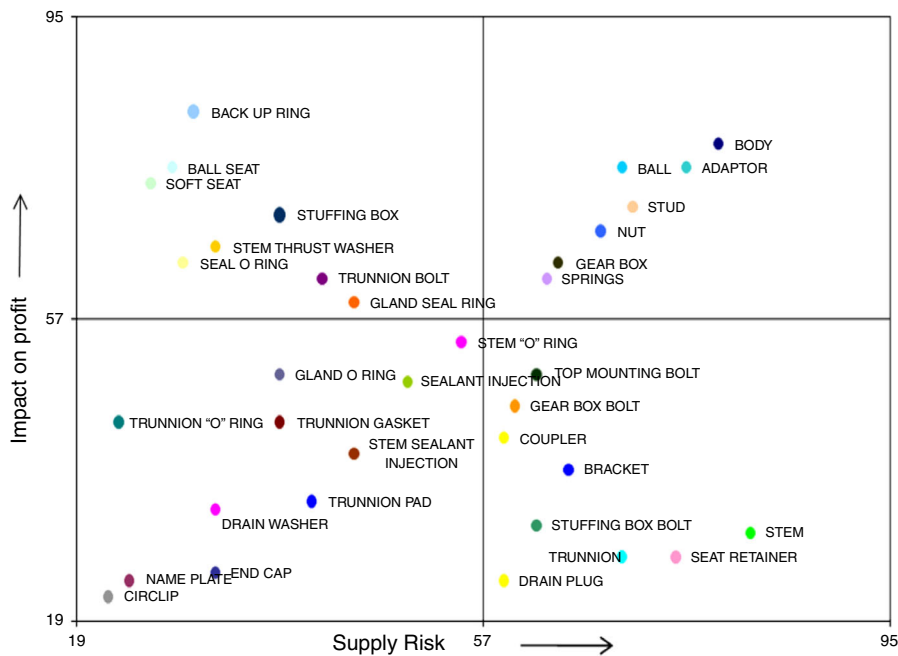 95
BACK UP RING
BODY
BALL SEAT
BALL
ADAPTOR
SOFT SEAT
STUD
STUFFING BOX
NUT
STEM THRUST WASHER
SEAL O RING
GEAR BOX
TRUNNION BOLT
SPRINGS
GLAND SEAL RING
57
STEM “O” RING
GLAND O RING
SEALANT INJECTION
TOP MOUNTING BOLT
GEAR BOX BOLT
TRUNNION “O” RING
TRUNNION GASKET
COUPLER
STEM SEALANT
INJECTION
BRACKET
TRUNNION PAD
DRAIN WASHER
STUFFING BOX BOLT
STEM
TRUNNION
SEAT RETAINER
END CAP
NAME PLATE
DRAIN PLUG
CIRCLIP
19
Impact on profit
19
57
95
Supply Risk